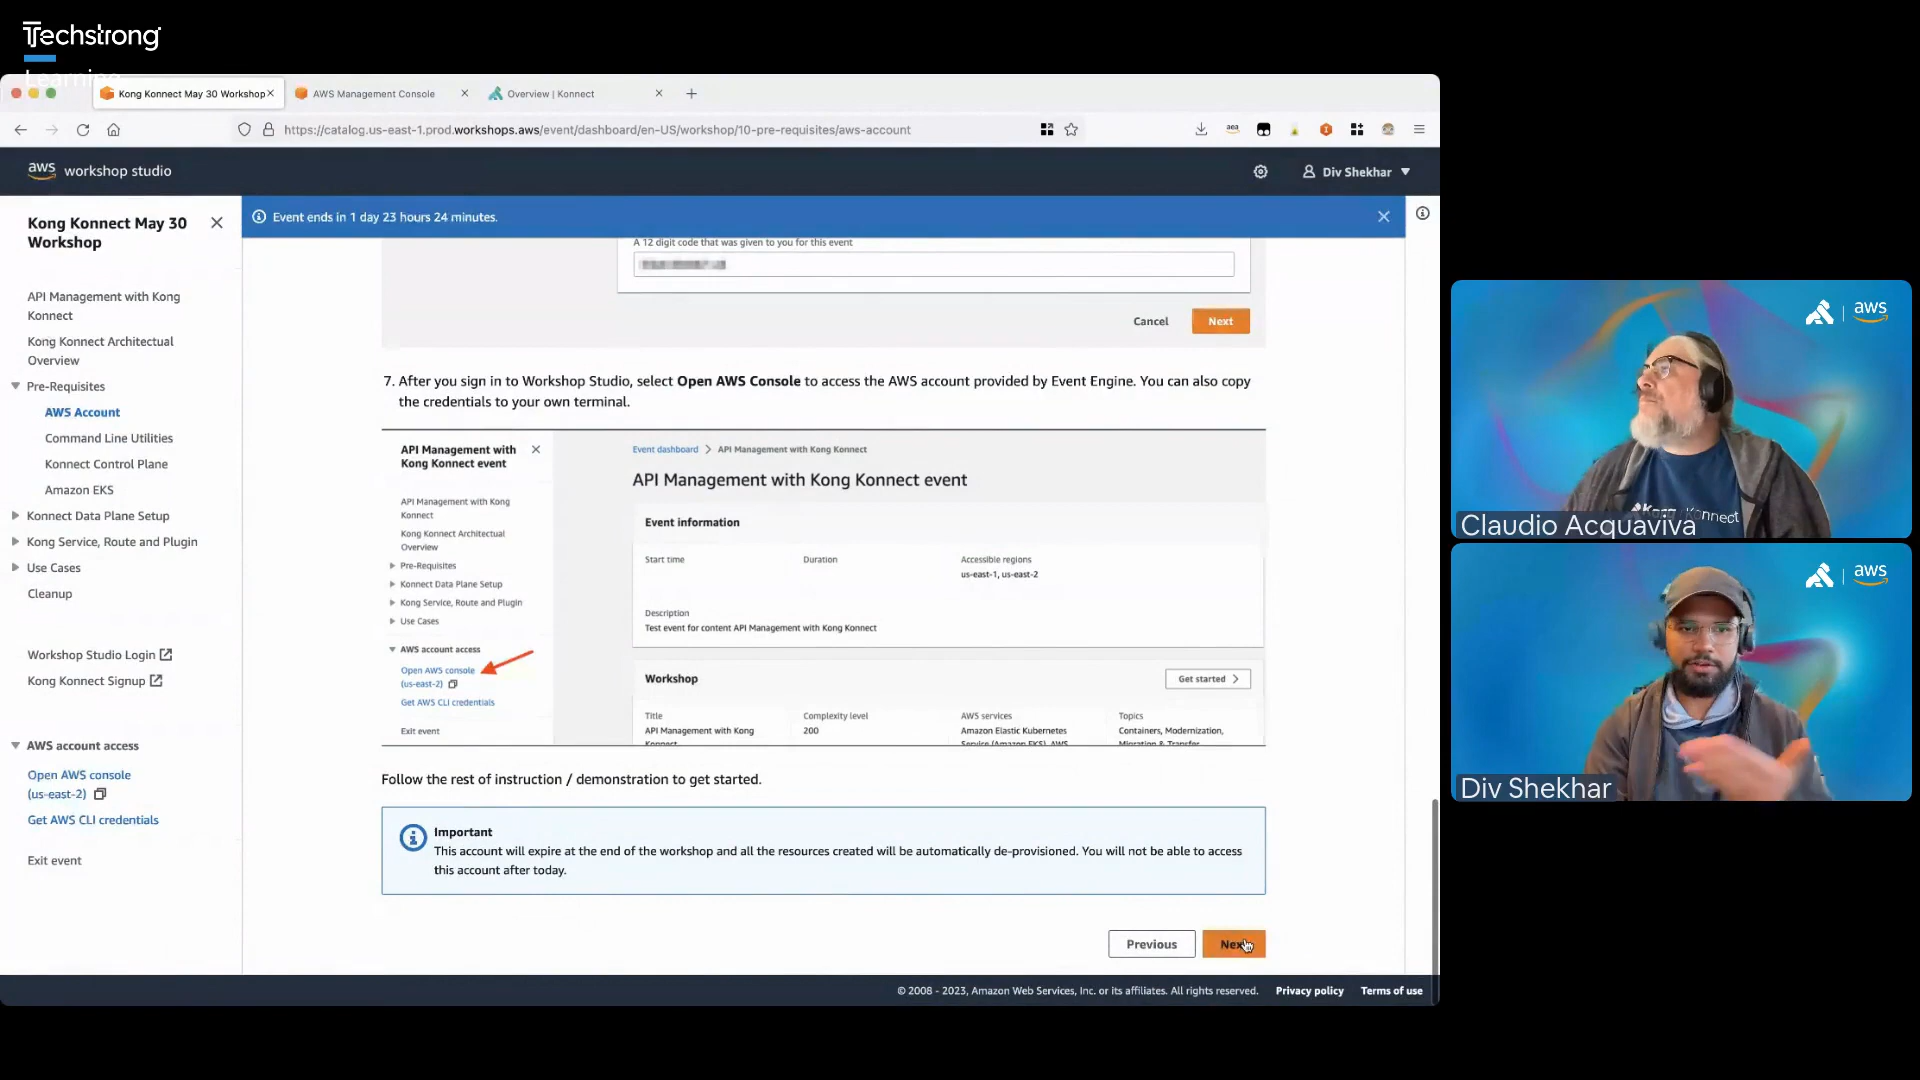 Techstrong
Learning
Kong Konnect May 30 Workshop
AWS Management Console
Overview | Konnect
https://catalog.us-east-1.prod.workshops.aws/event/dashboard/en-US/workshop/10-pre-requisites/aws-account
aws workshop studio
Div Shekhar
Kong Konnect May 30
Workshop
API Management with Kong
Konnect
Kong Konnect Architectual
Overview
Pre-Requisites
AWS Account
Command Line Utilities
Konnect Control Plane
Amazon EKS
Konnect Data Plane Setup
Kong Service, Route and Plugin
Use Cases
Cleanup
Workshop Studio Login
Kong Konnect Signup
AWS account access
Open AWS console
(us-east-2)
Get AWS CLI credentials
Exit event
Event ends in 1 day 23 hours 24 minutes.
A 12 digit code that was given to you for this event
Cancel
Next
7. After you sign in to Workshop Studio, select Open AWS Console to access the AWS account provided by Event Engine. You can also copy
the credentials to your own terminal.
API Management with
Kong Konnect event
API Management with Kong
Konnect
Kong Konnect Architectual
Overview
Pre-Requisites
Konnect Data Plane Setup
Kong Service, Route and Plugin
Use Cases
AWS account access
Open AWS console
(us-east-2)
Get AWS CLI credentials
Exit event
Event dashboard > API Management with Kong Konnect
API Management with Kong Konnect event
Event information
Start time
Duration
Accessible regions
us-east-1, us-east-2
Description
Test event for content API Management with Kong Konnect
Workshop
Get started
Title
API Management with Kong
Konnect
Complexity level
200
AWS services
Amazon Elastic Kubernetes
Service (Amazon EKS), AWS
Topics
Containers, Modernization,
Migration & Transfer
Follow the rest of instruction / demonstration to get started.
Important
This account will expire at the end of the workshop and all the resources created will be automatically de-provisioned. You will not be able to access
this account after today.
Previous
Next
© 2008 - 2023, Amazon Web Services, Inc. or its affiliates. All rights reserved.
Privacy policy
Terms of use
aws
Kong Konnect
Claudio Acquaviva
aws
Div Shekhar